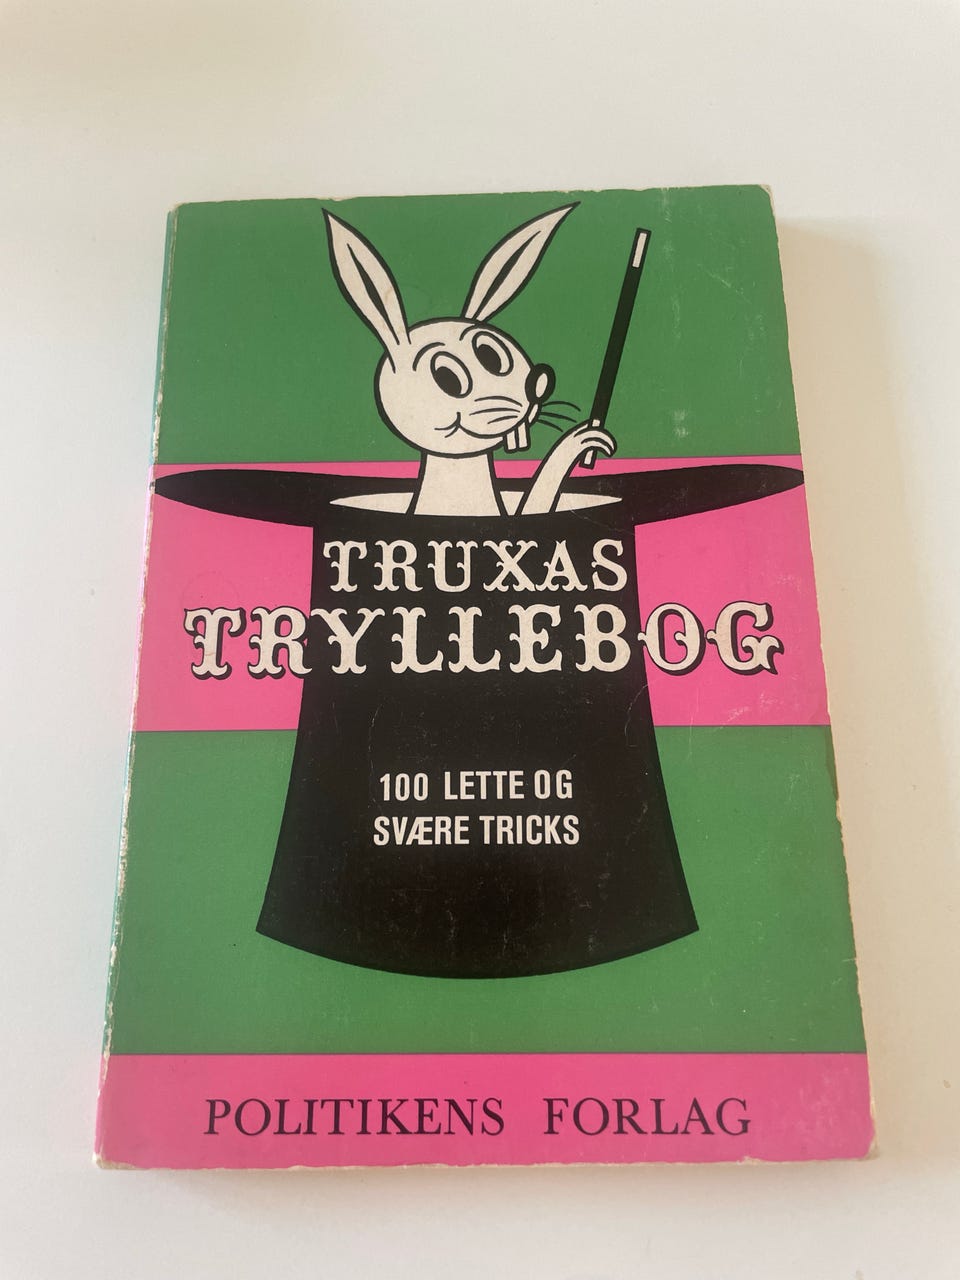 TRUXAS
TRYLLEBOG
100 LETTE OG
SVÆRE TRICKS
POLITIKENS FORLAG